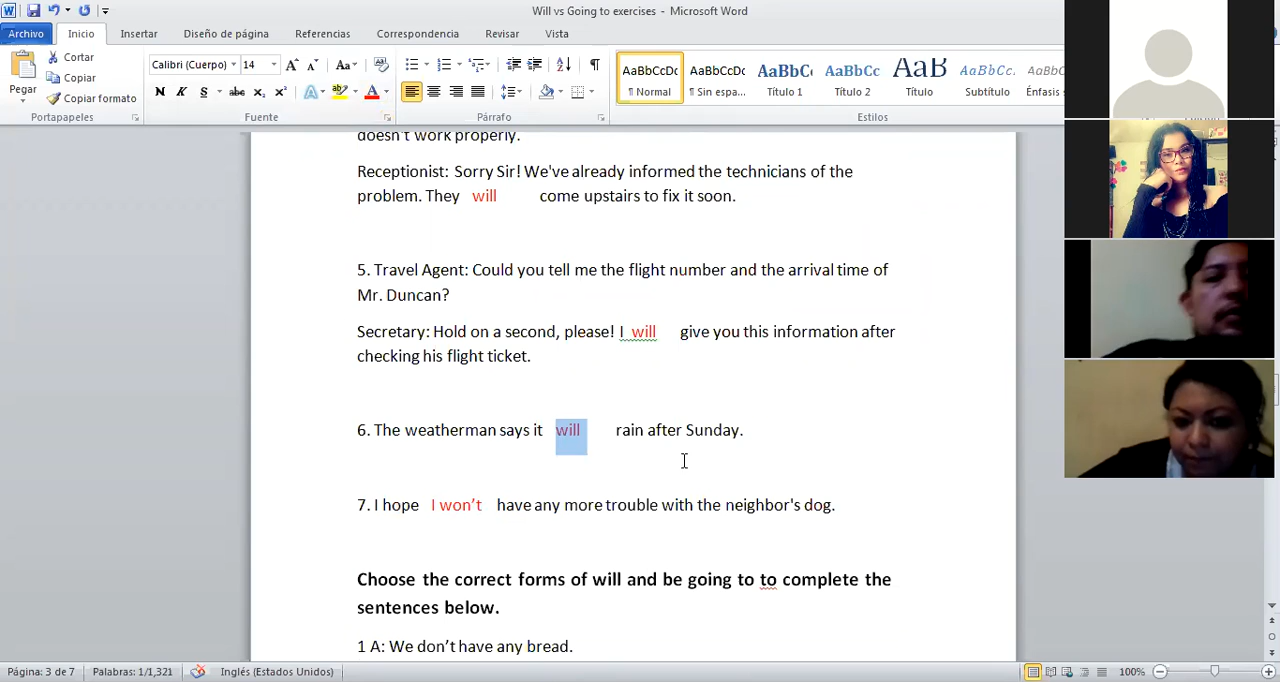 Will vs Going to exercises - Microsoft Word
Archivo Inicio Insertar Diseño de página Referencias Correspondencia Revisar Vista
Pegar
Cortar
Copiar
Copiar formato
Portapapeles
Calibri (Cuerpo) 14
Fuente
Párrafo
AaBbCcDc AaBbCcDc AaBbC AaBbCc AaB AaBbCc AaBbC
¶ Normal ¶ Sin espa... Título 1 Título 2 Título Subtítulo Énfasis
Estilos
doesn't work properly.
Receptionist: Sorry Sir! We've already informed the technicians of the
problem. They will come upstairs to fix it soon.
5. Travel Agent: Could you tell me the flight number and the arrival time of
Mr. Duncan?
Secretary: Hold on a second, please! I will give you this information after
checking his flight ticket.
6. The weatherman says it will rain after Sunday.
7. I hope I won't have any more trouble with the neighbor's dog.
Choose the correct forms of will and be going to to complete the
sentences below.
1 A: We don't have any bread.
Página: 3 de 7 Palabras: 1/1,321 Inglés (Estados Unidos) 100%